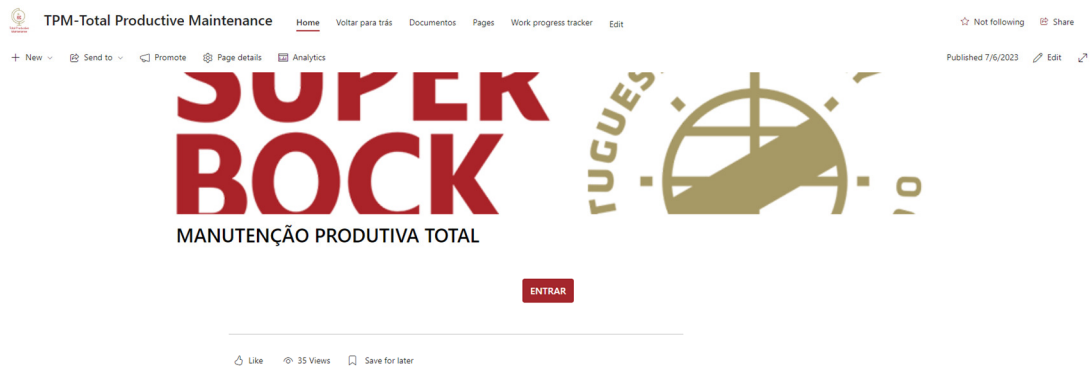 TPM-Total Productive Maintenance
Home Voltar para trás Documentos Pages Work progress tracker Edit
Not following Share
New Send to Promote Page details Analytics
Published 7/6/2023 Edit
SUPER
BOCK
TUGUES
MANUTENÇÃO PRODUTIVA TOTAL
ENTRAR
Like 35 Views Save for later